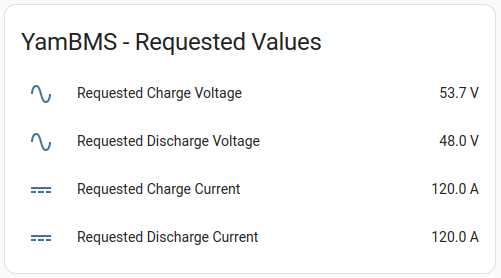 YamBMS - Requested Values
Requested Charge Voltage 53.7 V
Requested Discharge Voltage 48.0 V
Requested Charge Current 120.0 A
Requested Discharge Current 120.0 A